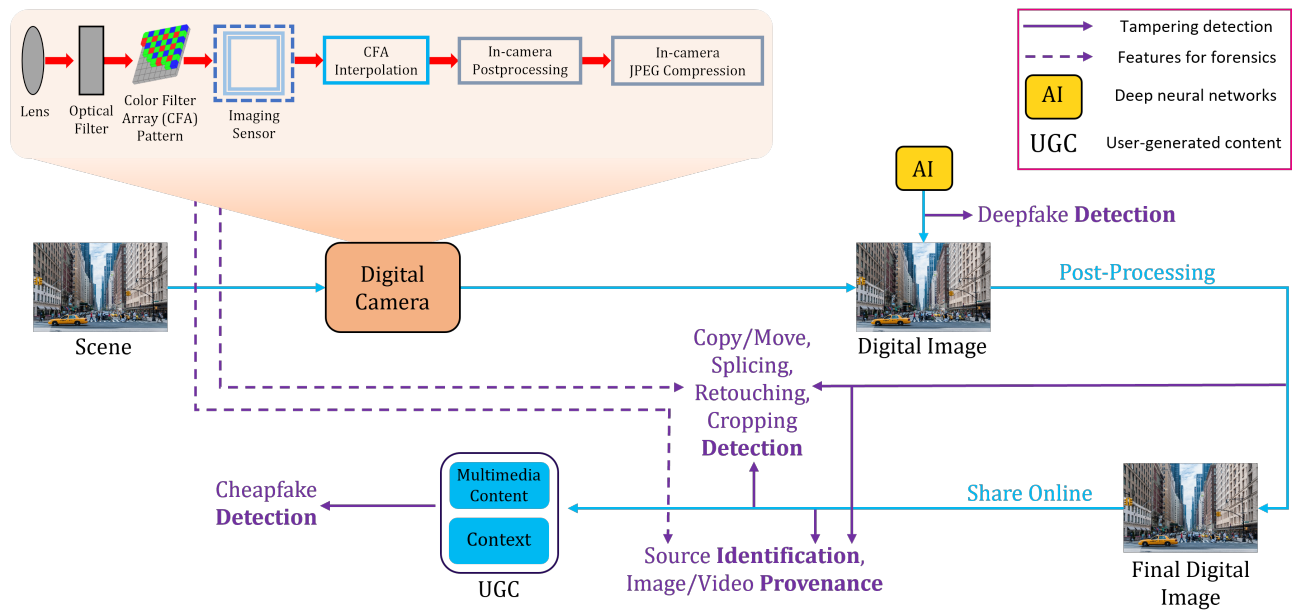 Lens
Optical
Filter
Color Filter
Array (CFA)
Pattern
Imaging
Sensor
CFA
Interpolation
In-camera
Postprocessing
In-camera
JPEG Compression
Tampering detection
Features for forensics
AI
Deep neural networks
UGC
User-generated content
AI
Deepfake Detection
Scene
Digital
Camera
Digital Image
Post-Processing
Copy/Move,
Splicing,
Retouching,
Cropping
Detection
Cheapfake
Detection
Multimedia
Content
Context
UGC
Share Online
Source Identification,
Image/Video Provenance
Final Digital
Image